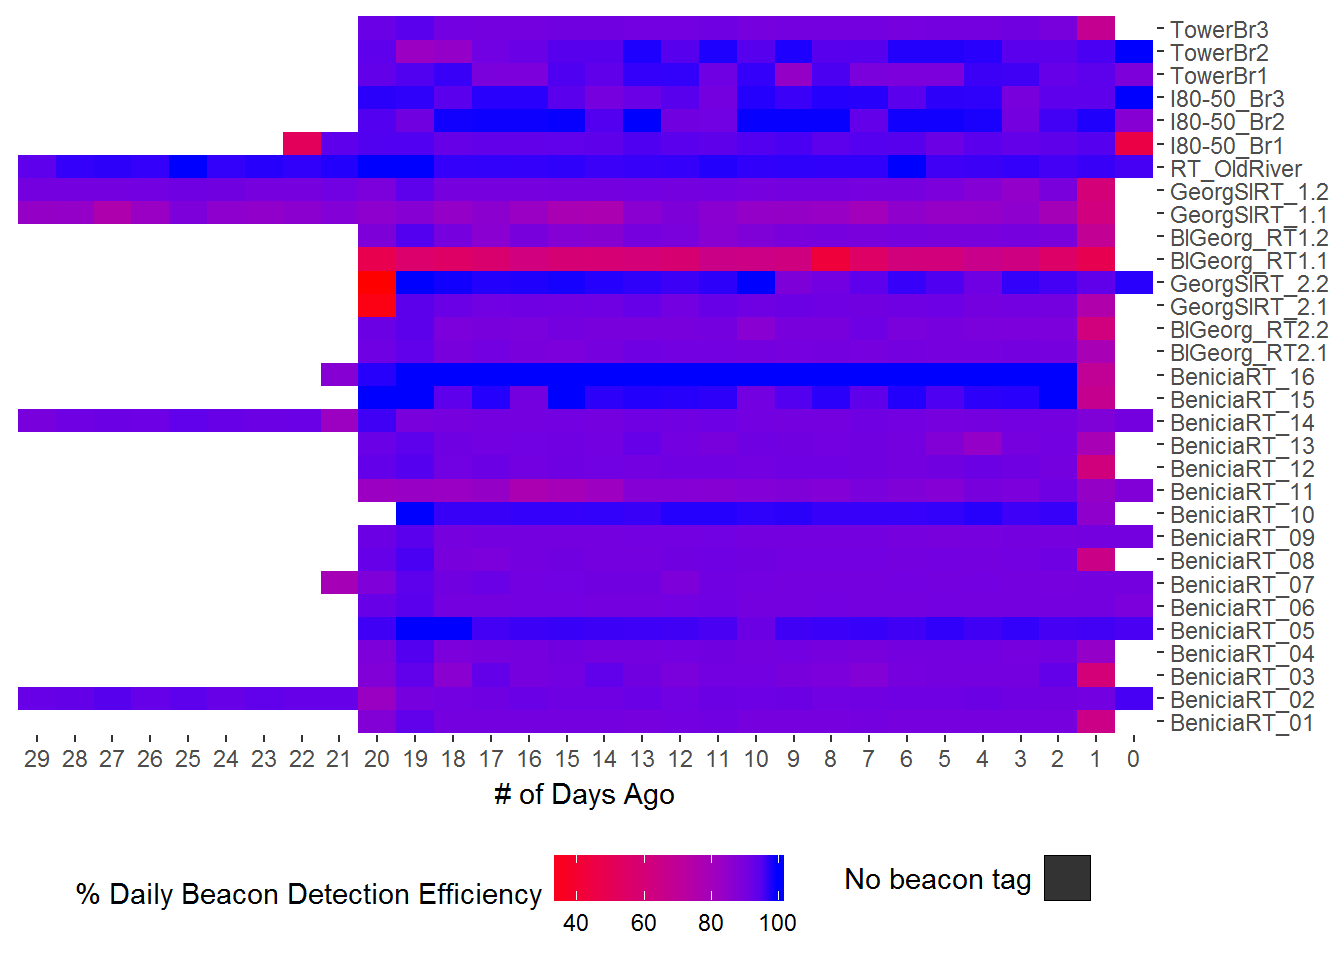 TowerBr3
TowerBr2
TowerBr1
I80-50_Br3
I80-50_Br2
I80-50_Br1
RT_OldRiver
GeorgSlRT_1.2
GeorgSlRT_1.1
BlGeorg_RT1.2
BlGeorg_RT1.1
GeorgSlRT_2.2
GeorgSlRT_2.1
BlGeorg_RT2.2
BlGeorg_RT2.1
BeniciaRT_16
BeniciaRT_15
BeniciaRT_14
BeniciaRT_13
BeniciaRT_12
BeniciaRT_11
BeniciaRT_10
BeniciaRT_09
BeniciaRT_08
BeniciaRT_07
BeniciaRT_06
BeniciaRT_05
BeniciaRT_04
BeniciaRT_03
BeniciaRT_02
BeniciaRT_01
29 28 27 26 25 24 23 22 21 20 19 18 17 16 15 14 13 12 11 10 9 8 7 6 5 4 3 2 1 0
# of Days Ago
% Daily Beacon Detection Efficiency
40 60 80 100
No beacon tag